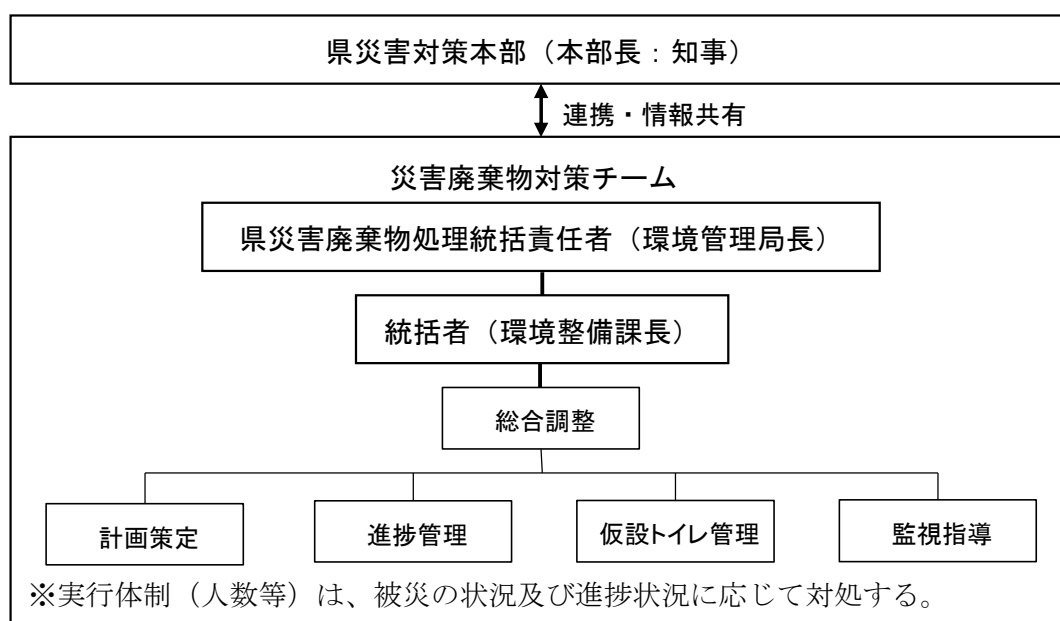 県災害対策本部（本部長：知事）
連携・情報共有
災害廃棄物対策チーム
県災害廃棄物処理統括責任者（環境管理局長）
統括者（環境整備課長）
総合調整
計画策定
進捗管理
仮設トイレ管理
監視指導
※実行体制（人数等）は、被災の状況及び進捗状況に応じて対処する。